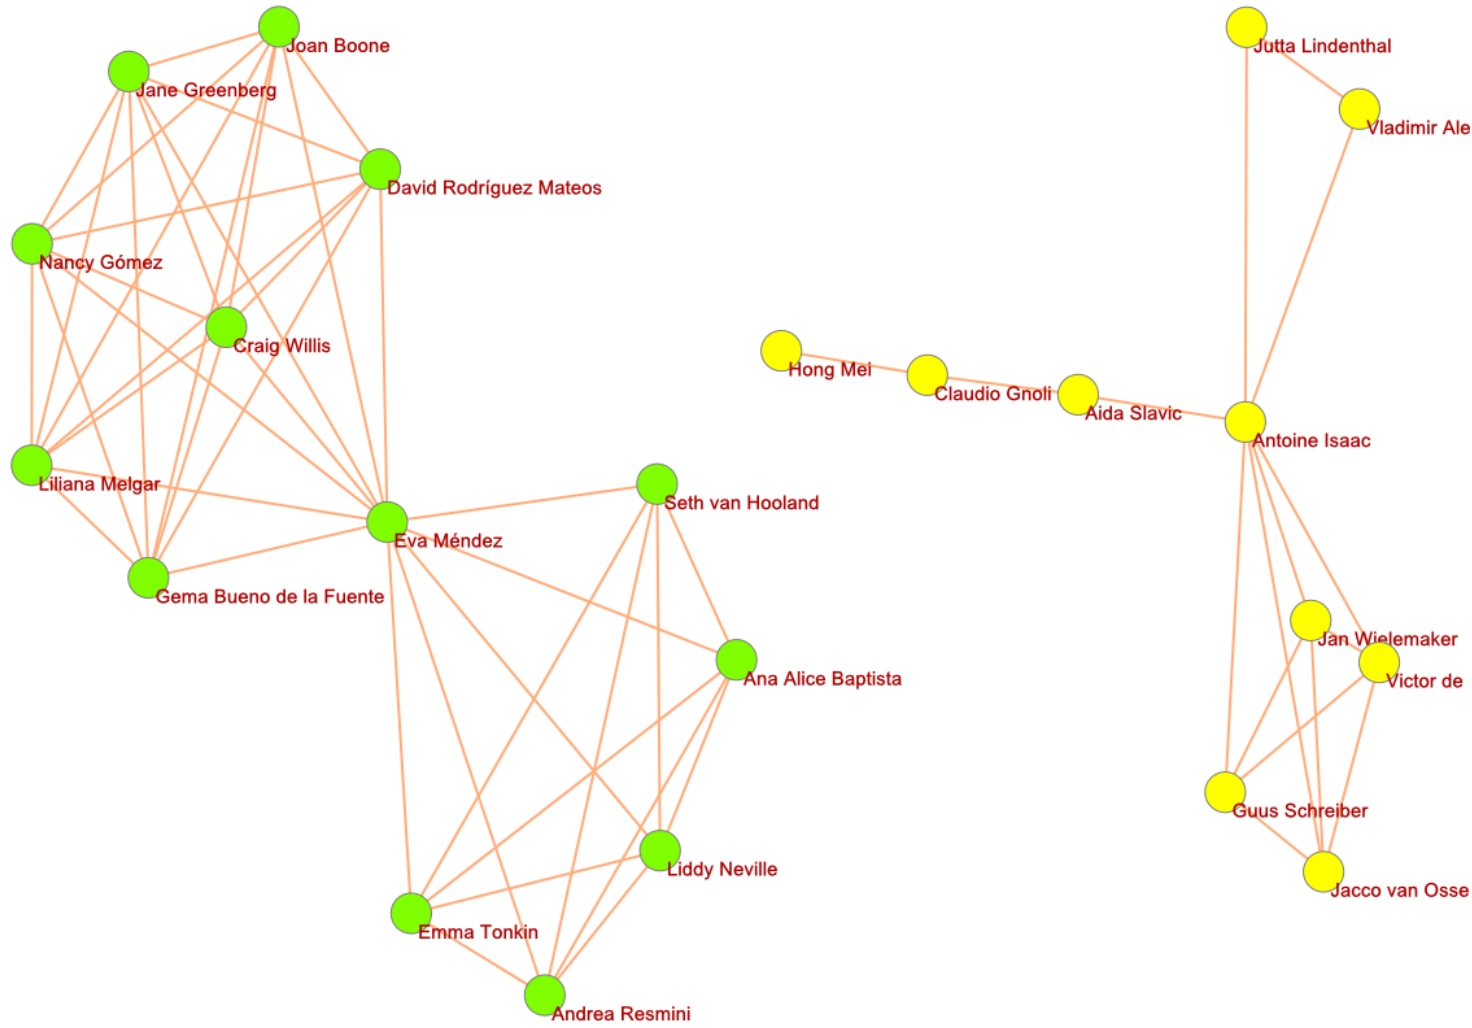 Joan Boone
Jutta Lindenthal
Jane Greenberg
Vladimir Ale
David Rodríguez Mateos
Nancy Gómez
Craig Willis
Hong Mei
Claudio Gnoli
Aida Slavic
Antoine Isaac
Liliana Melgar
Seth van Hooland
Eva Méndez
Gema Bueno de la Fuente
Jan Wielemaker
Ana Alice Baptista
Victor de
Guus Schreiber
Liddy Neville
Jacco van Osse
Emma Tonkin
Andrea Resmini